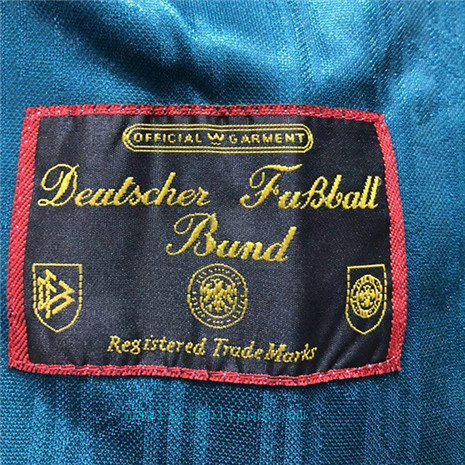 OFFICIAL W GARMENT
Deutscher Fußball
Bund
Registered Trade Marks